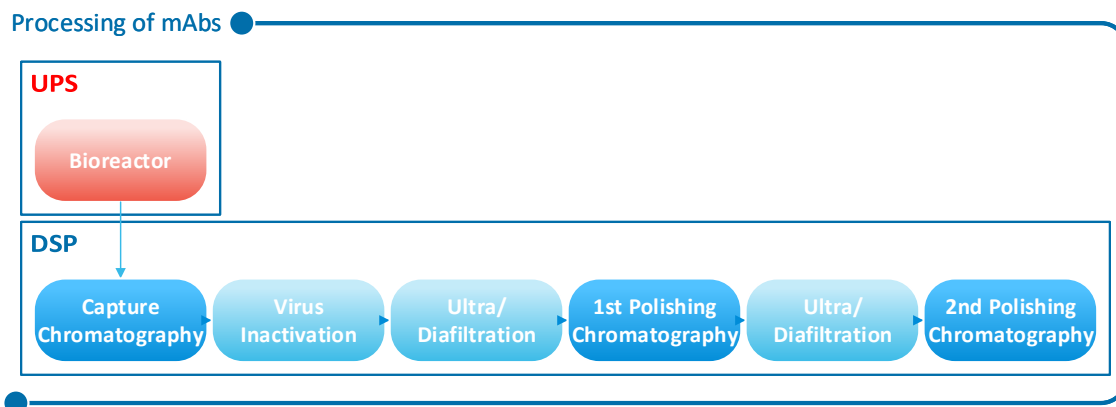 Processing of mAbs
UPS
Bioreactor
DSP
Capture
Chromatography
Virus
Inactivation
Ultra/
Diafiltration
1st Polishing
Chromatography
Ultra/
Diafiltration
2nd Polishing
Chromatography